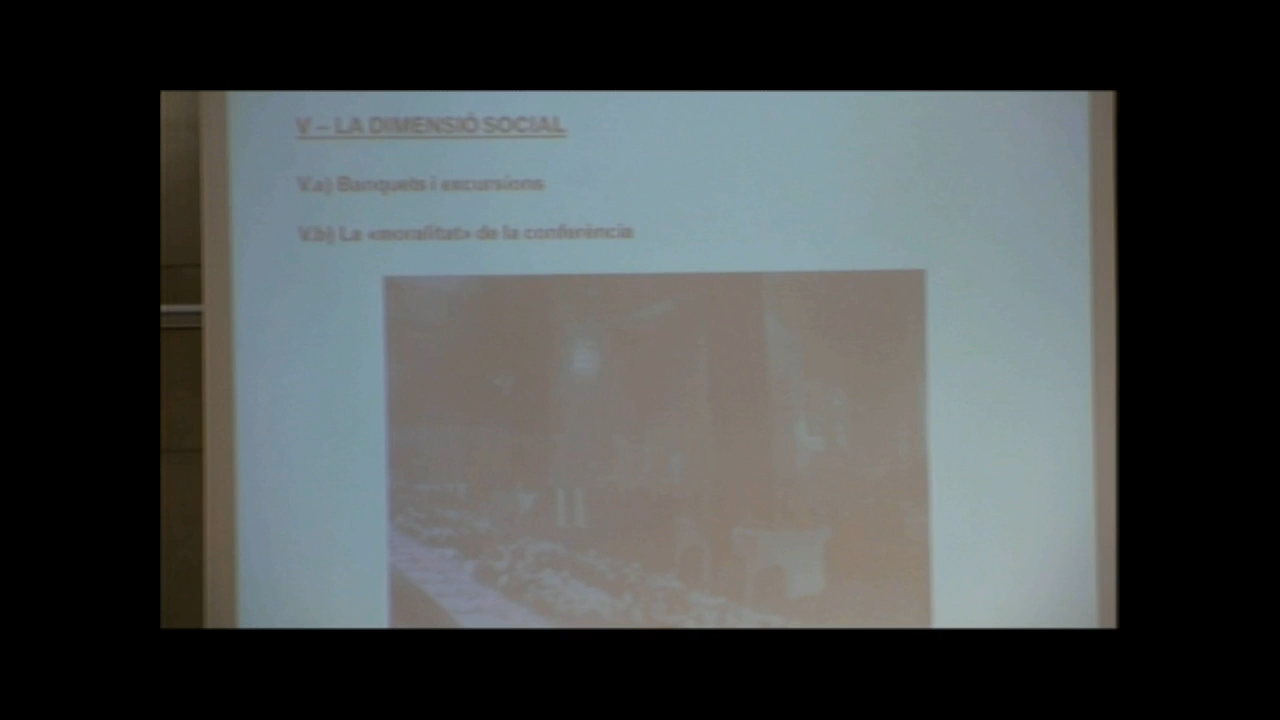 V – LA DIMENSIÓ SOCIAL
V.a) Banquets i excursions
V.b) La «moralitat» de la conferència